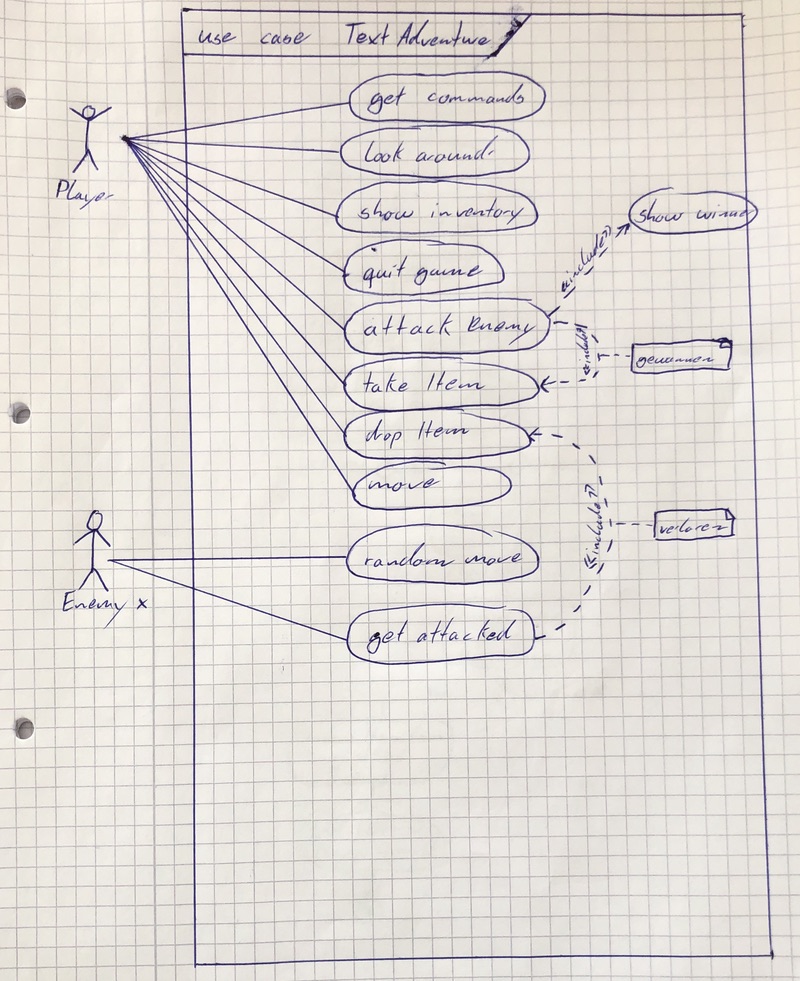 use case Text Adventure
get commands
look around
Player
show inventory
show winner
quit game
«include»
attack Enemy
«include»
gewonnen
take Item
drop Item
move
«include»
verloren
random move
Enemy x
get attacked